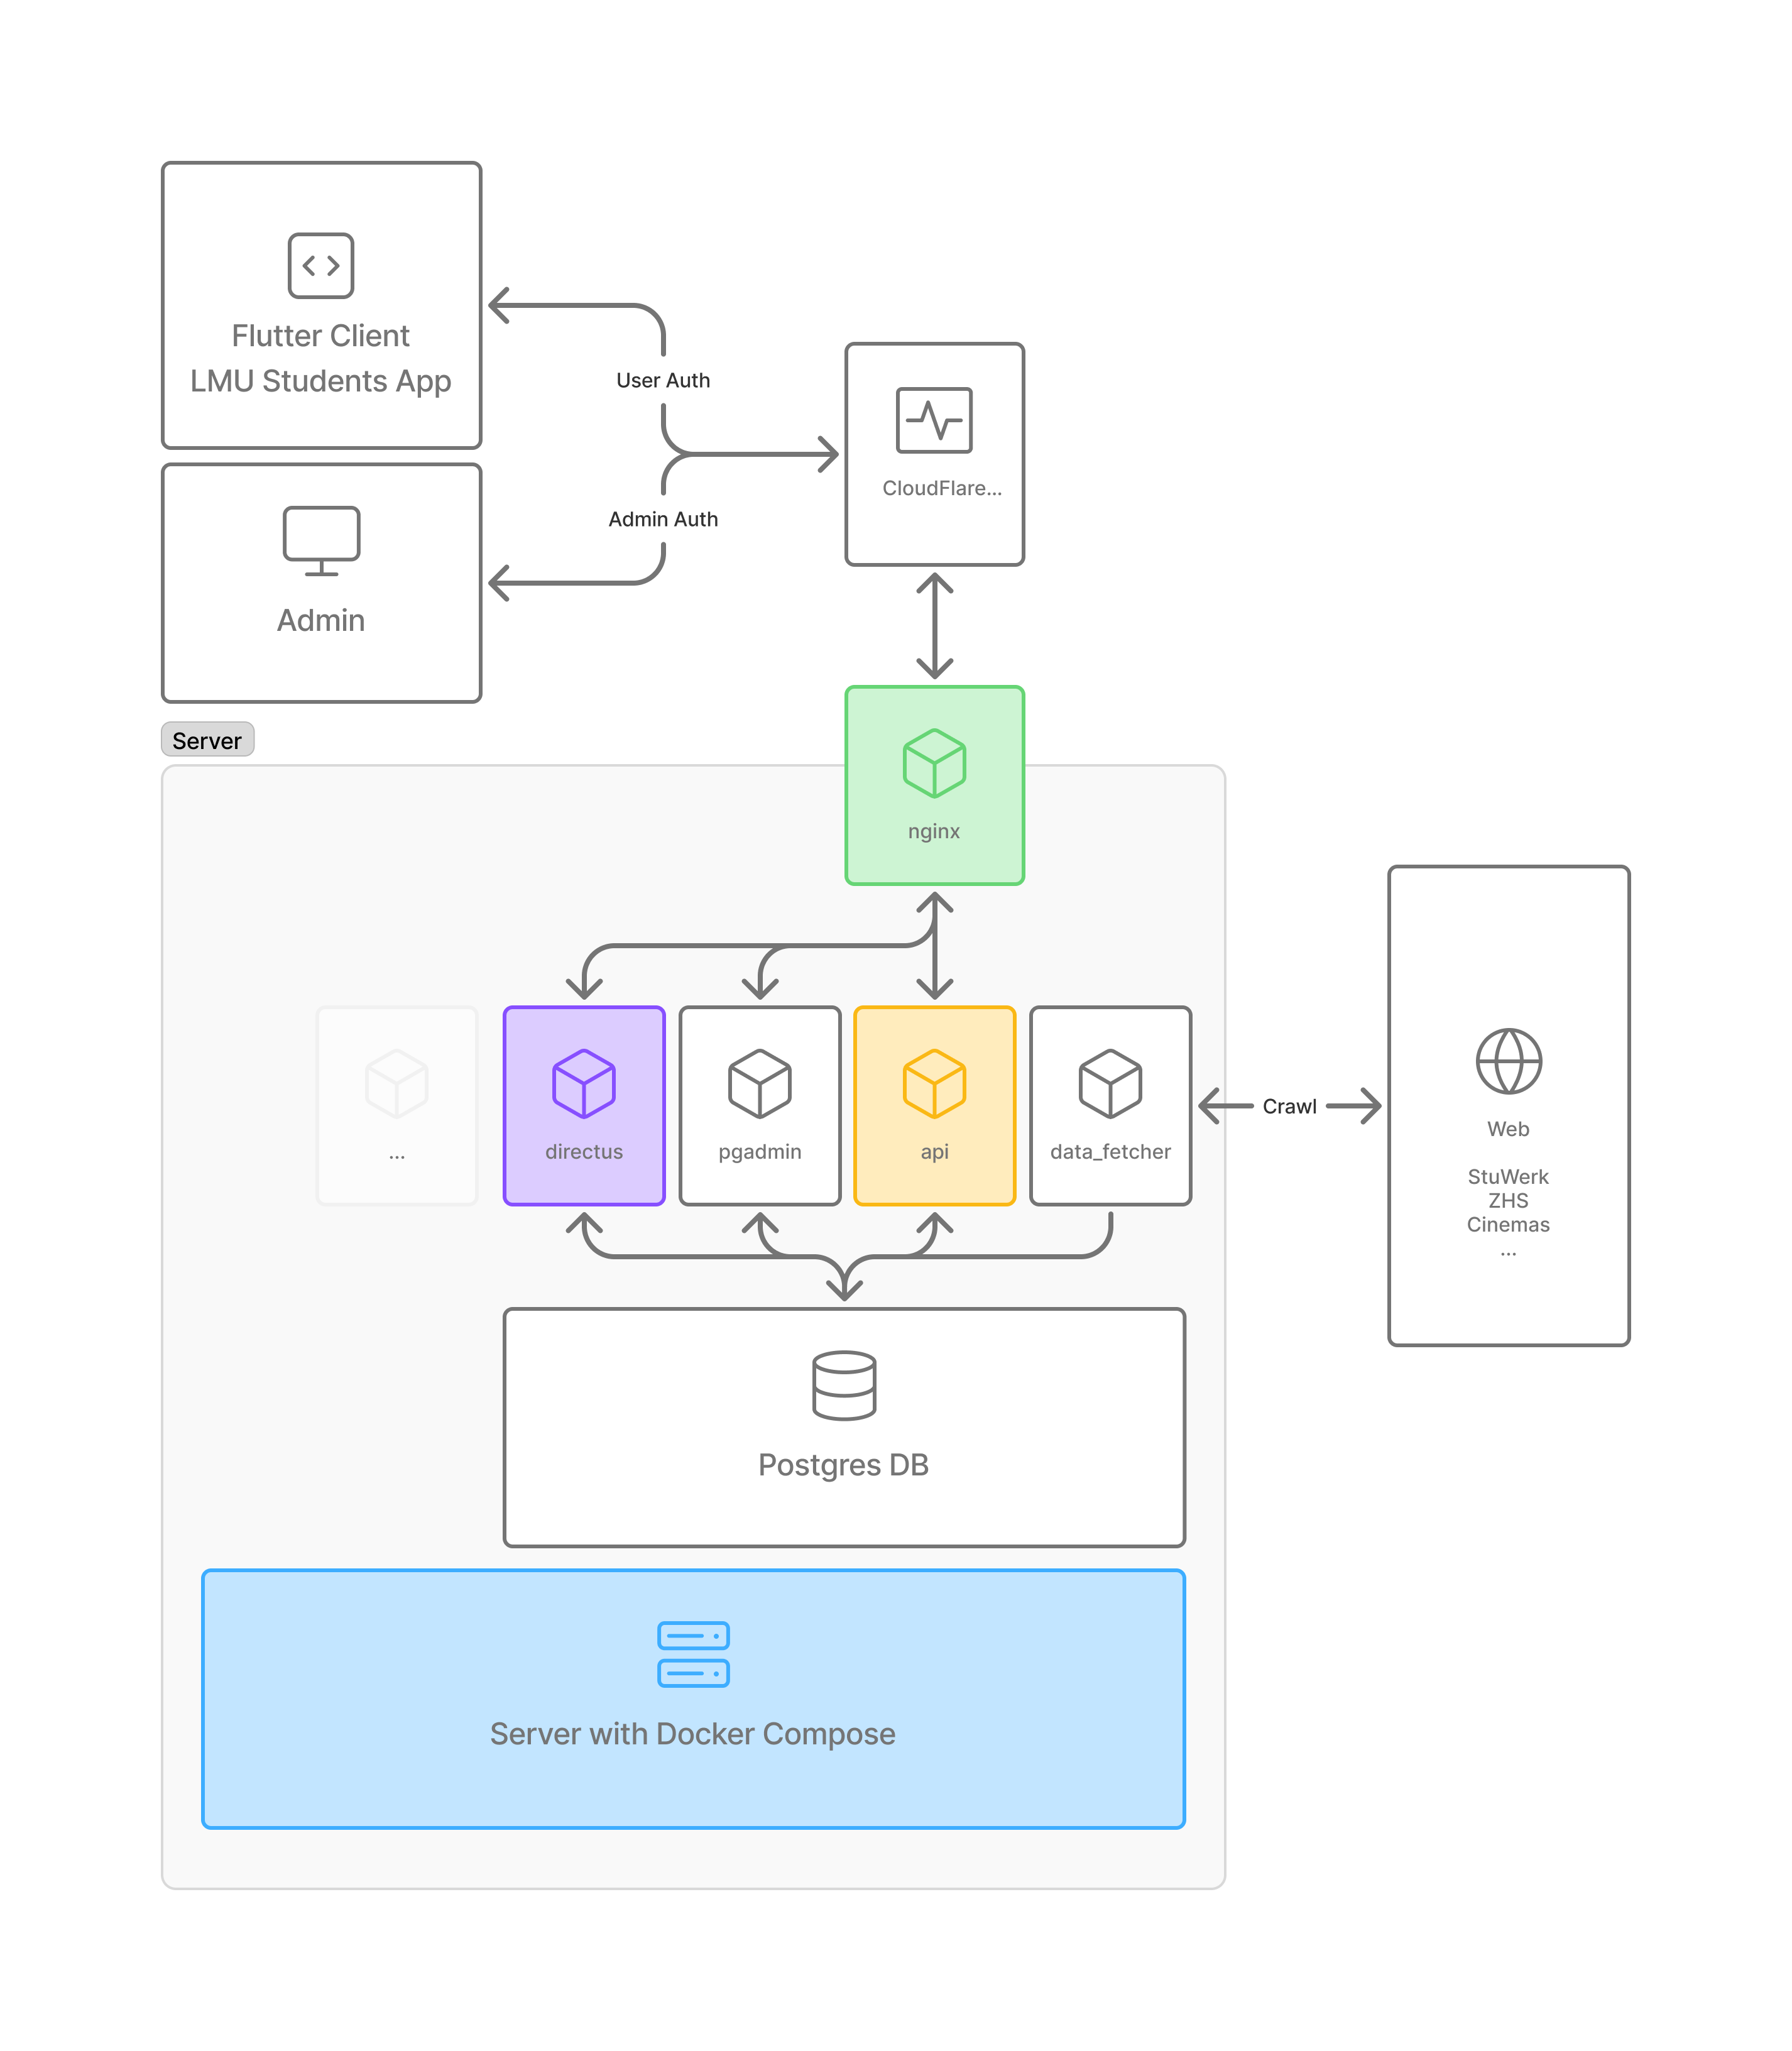 Flutter Client
LMU Students App
User Auth
CloudFlare...
Admin Auth
Admin
Server
nginx
...
directus
pgadmin
api
data_fetcher
Crawl
Web
StuWerk
ZHS
Cinemas
...
Postgres DB
Server with Docker Compose